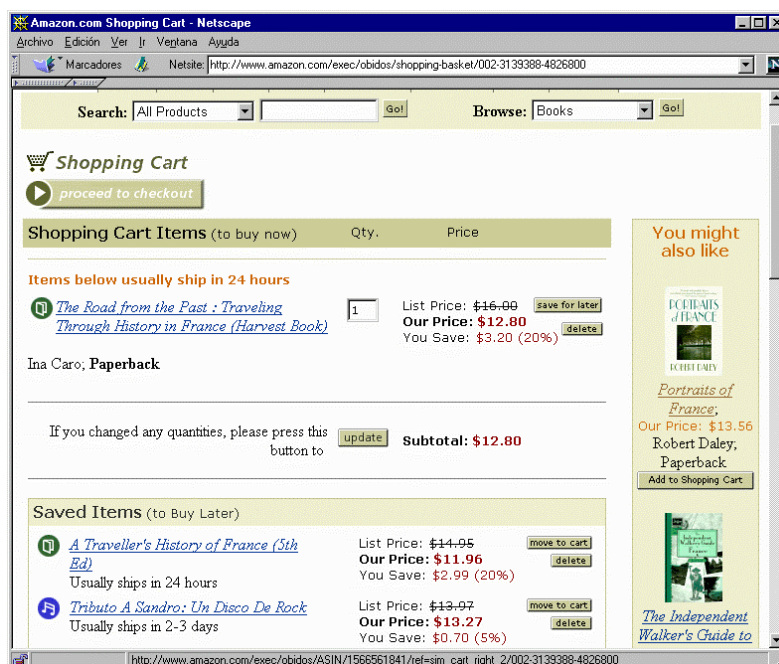 Amazon.com Shopping Cart - Netscape
Archivo Edición Ver Ir Ventana Ayuda
Marcadores Netsite: http://www.amazon.com/exec/obidos/shopping-basket/002-3139388-4826800
Search: All Products Go! Browse: Books Go!
Shopping Cart
proceed to checkout
Shopping Cart Items (to buy now) Qty. Price
Items below usually ship in 24 hours
The Road from the Past : Traveling
Through History in France (Harvest Book)
1
List Price: $16.00 save for later
Our Price: $12.80
You Save: $3.20 (20%) delete
Ina Caro; Paperback
If you changed any quantities, please press this
button to
update Subtotal: $12.80
Saved Items (to Buy Later)
A Traveller's History of France (5th
Ed)
Usually ships in 24 hours
List Price: $14.95 move to cart
Our Price: $11.96 delete
You Save: $2.99 (20%)
Tributo A Sandro: Un Disco De Rock
Usually ships in 2-3 days
List Price: $13.97 move to cart
Our Price: $13.27 delete
You Save: $0.70 (5%)
You might
also like
PORTRAITS
of FRANCE
ROBERT DALEY
Portraits of
France;
Our Price: $13.56
Robert Daley;
Paperback
Add to Shopping Cart
The Independent
Walker's Guide to
http://www.amazon.com/exec/obidos/ASIN/1566561841/ref=sim_cart_right_2/002-3139388-4826800